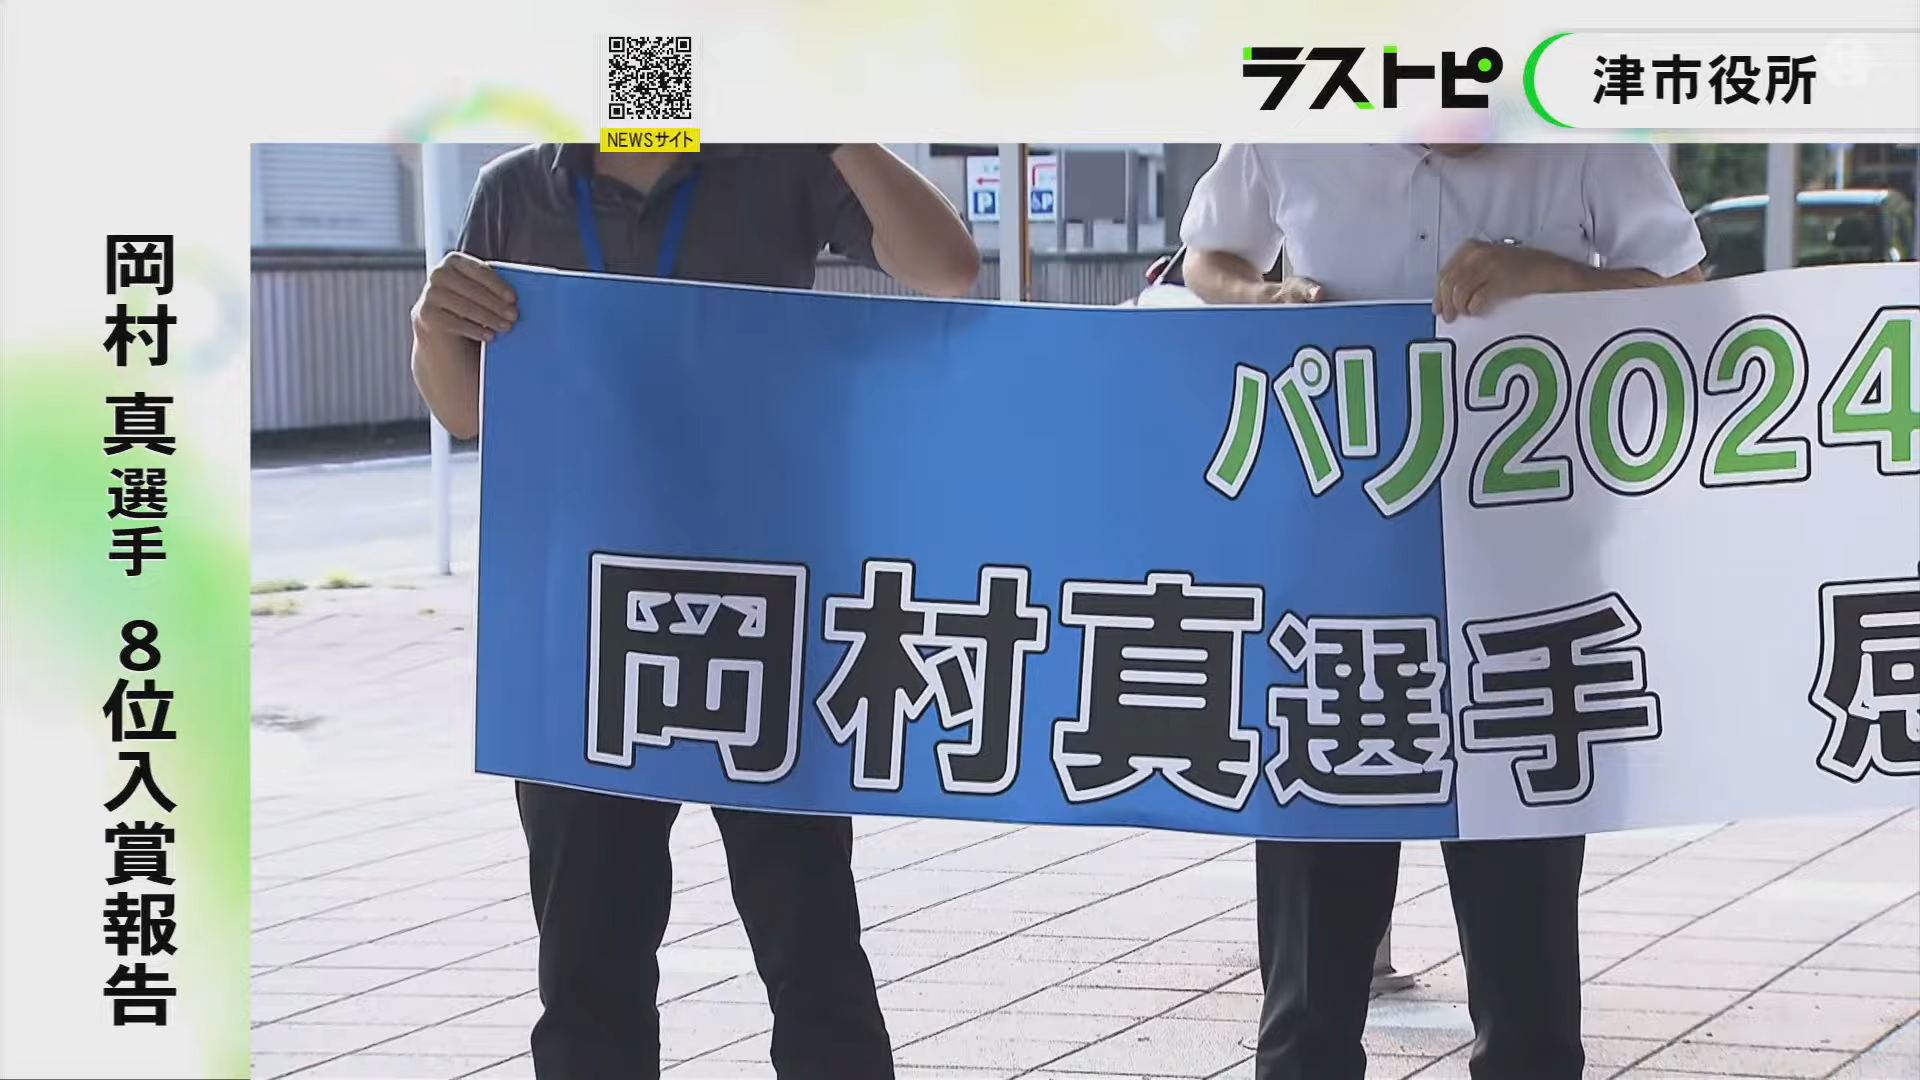 ラストピ
津市役所
NEWSサイト
岡村 真選手 8位入賞報告
P
P
パリ2024
岡村真選手 感